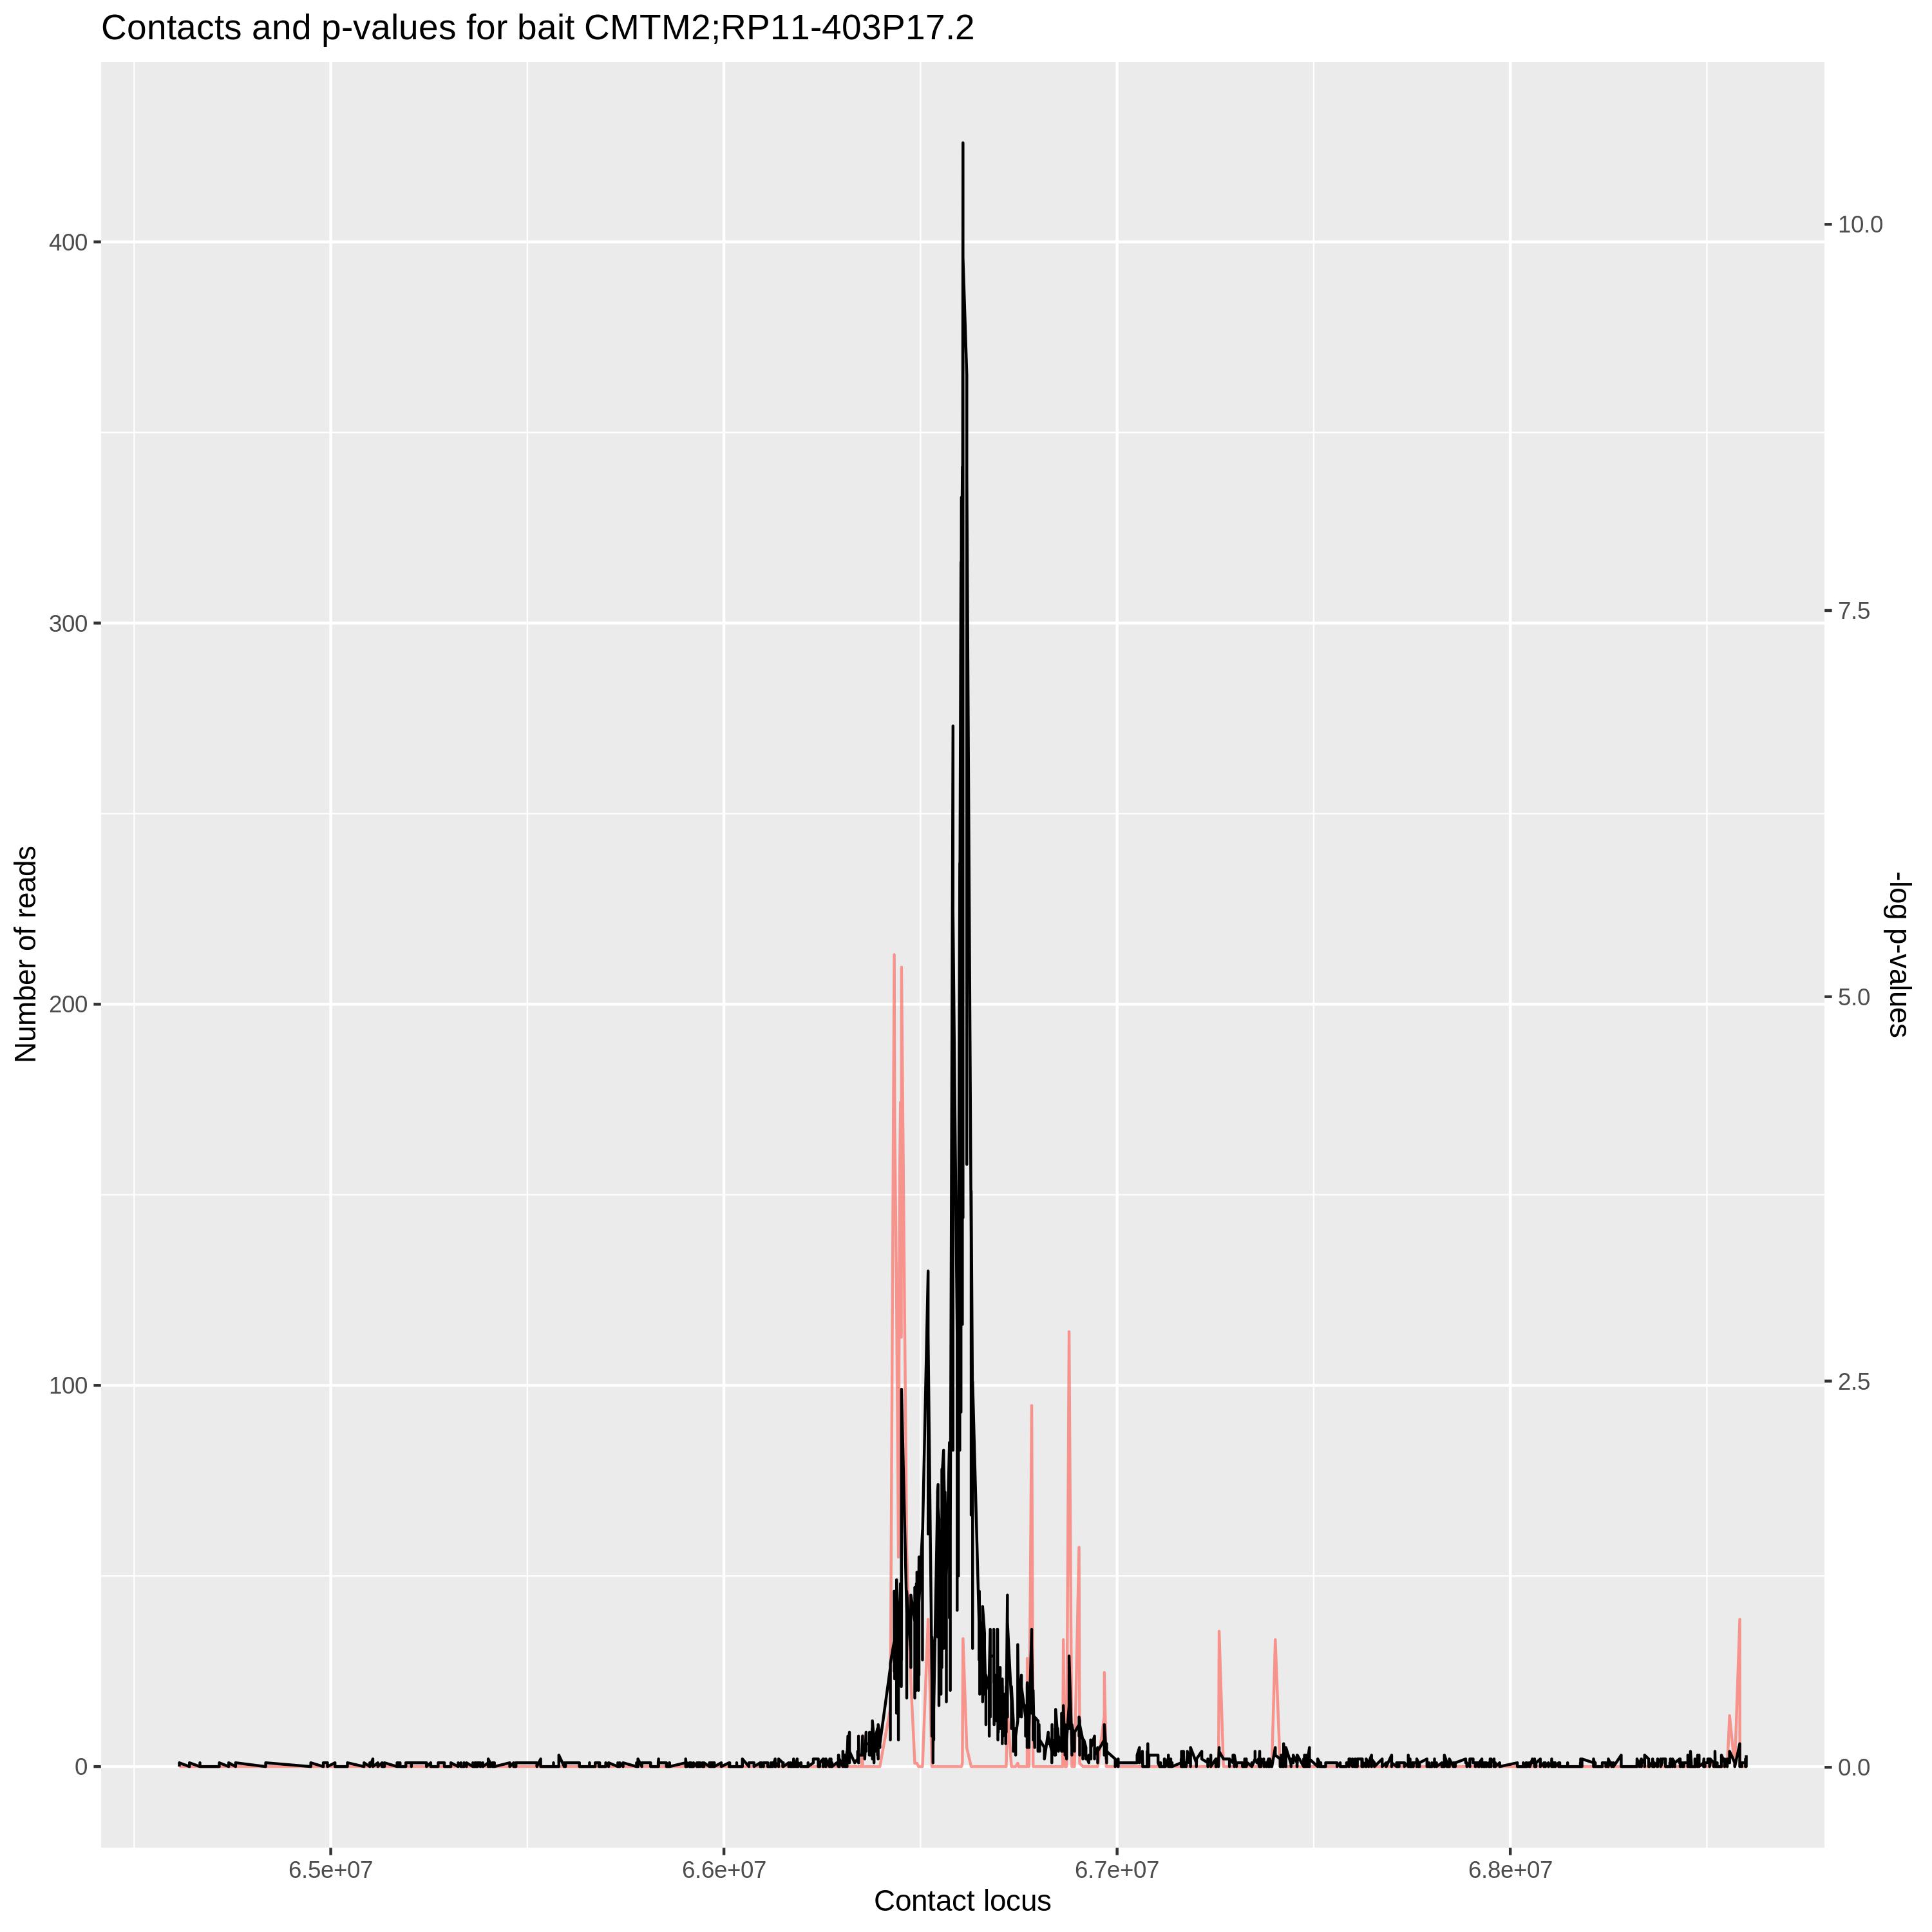 Contacts and p-values for bait CMTM2;RP11-403P17.2
Number of reads
400
300
200
100
0
10.0
7.5
5.0
2.5
0.0
-log p-values
6.5e+07 6.6e+07 6.7e+07 6.8e+07
Contact locus